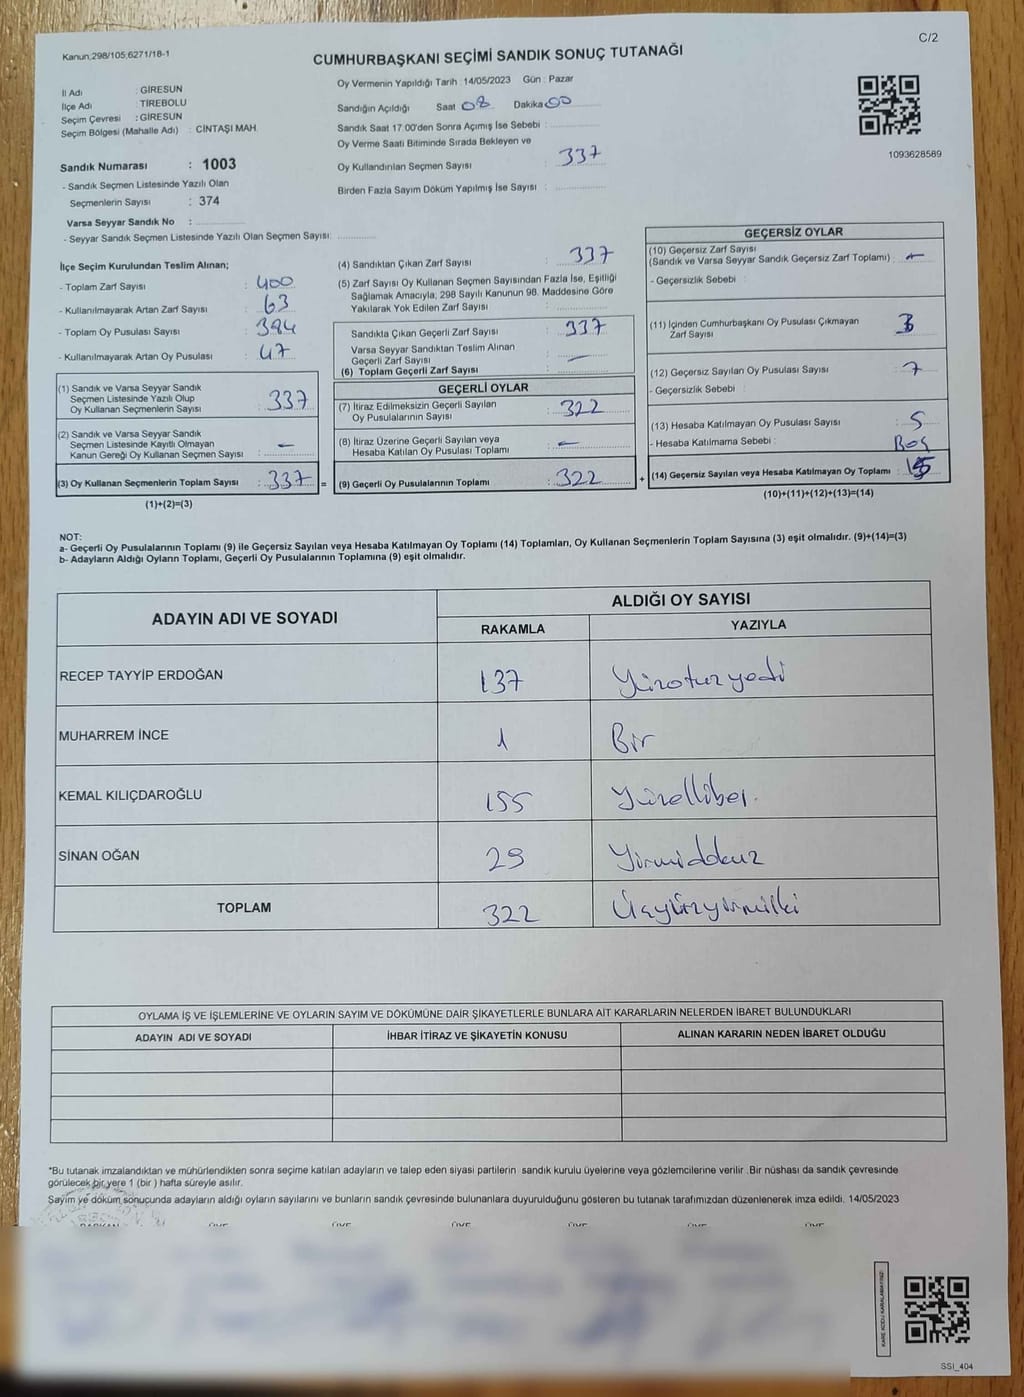 Kanun:298/105;6271/18-1
C/2
CUMHURBAŞKANI SEÇİMİ SANDIK SONUÇ TUTANAĞI
İl Adı : GİRESUN
İlçe Adı : TİREBOLU
Seçim Çevresi : GİRESUN
Seçim Bölgesi (Mahalle Adı) : CİNTAŞI MAH.
Oy Vermenin Yapıldığı Tarih : 14/05/2023 Gün : Pazar
Sandığın Açıldığı Saat 08 Dakika 00
Sandık Saat 17.00'den Sonra Açımış İse Sebebi :
Oy Verme Saati Bitiminde Sırada Bekleyen ve
Oy Kullandırılan Seçmen Sayısı : 337
Birden Fazla Sayım Döküm Yapılmış İse Sayısı :
1093628589
Sandık Numarası : 1003
- Sandık Seçmen Listesinde Yazılı Olan
Seçmenlerin Sayısı : 374
Varsa Seyyar Sandık No :
- Seyyar Sandık Seçmen Listesinde Yazılı Olan Seçmen Sayısı:
İlçe Seçim Kurulundan Teslim Alınan;
- Toplam Zarf Sayısı : 400
- Kullanılmayarak Artan Zarf Sayısı : 63
- Toplam Oy Pusulası Sayısı : 384
- Kullanılmayarak Artan Oy Pusulası : 47
(1) Sandık ve Varsa Seyyar Sandık
Seçmen Listesinde Yazılı Olup
Oy Kullanan Seçmenlerin Sayısı : 337
(2) Sandık ve Varsa Seyyar Sandık
Seçmen Listesinde Kayıtlı Olmayan
Kanun Gereği Oy Kullanan Seçmen Sayısı : –
(3) Oy Kullanan Seçmenlerin Toplam Sayısı : 337 =
(1)+(2)=(3)
(4) Sandıktan Çıkan Zarf Sayısı : 337
(5) Zarf Sayısı Oy Kullanan Seçmen Sayısından Fazla İse, Eşitliği
Sağlamak Amacıyla, 298 Sayılı Kanunun 98. Maddesine Göre
Yakılarak Yok Edilen Zarf Sayısı :
Sandıkta Çıkan Geçerli Zarf Sayısı : 337
Varsa Seyyar Sandıktan Teslim Alınan
Geçerli Zarf Sayısı : –
(6) Toplam Geçerli Zarf Sayısı :
GEÇERLİ OYLAR
(7) İtiraz Edilmeksizin Geçerli Sayılan
Oy Pusulalarının Sayısı : 322
(8) İtiraz Üzerine Geçerli Sayılan veya
Hesaba Katılan Oy Pusulası Toplamı : –
(9) Geçerli Oy Pusulalarının Toplamı : 322 +
GEÇERSİZ OYLAR
(10) Geçersiz Zarf Sayısı
(Sandık ve Varsa Seyyar Sandık Geçersiz Zarf Toplamı) : –
- Geçersizlik Sebebi :
(11) İçinden Cumhurbaşkanı Oy Pusulası Çıkmayan
Zarf Sayısı : 3
(12) Geçersiz Sayılan Oy Pusulası Sayısı : 7
- Geçersizlik Sebebi :
(13) Hesaba Katılmayan Oy Pusulası Sayısı : 5
- Hesaba Katılmama Sebebi : Boş
(14) Geçersiz Sayılan veya Hesaba Katılmayan Oy Toplamı : 15
(10)+(11)+(12)+(13)=(14)
NOT:
a- Geçerli Oy Pusulalarının Toplamı (9) ile Geçersiz Sayılan veya Hesaba Katılmayan Oy Toplamı (14) Toplamları, Oy Kullanan Seçmenlerin Toplam Sayısına (3) eşit olmalıdır. (9)+(14)=(3)
b- Adayların Aldığı Oyların Toplamı, Geçerli Oy Pusulalarının Toplamına (9) eşit olmalıdır.
ADAYIN ADI VE SOYADI
ALDIĞI OY SAYISI
RAKAMLA YAZIYLA
RECEP TAYYİP ERDOĞAN 137 Yüzotuzyedi
MUHARREM İNCE 1 Bir
KEMAL KILIÇDAROĞLU 155 Yüzellibeş.
SİNAN OĞAN 29 Yirmidokuz
TOPLAM 322 Üçyüzyirmiiki
OYLAMA İŞ VE İŞLEMLERİNE VE OYLARIN SAYIM VE DÖKÜMÜNE DAİR ŞİKAYETLERLE BUNLARA AİT KARARLARIN NELERDEN İBARET BULUNDUKLARI
ADAYIN ADI VE SOYADI İHBAR İTİRAZ VE ŞİKAYETİN KONUSU ALINAN KARARIN NEDEN İBARET OLDUĞU
*Bu tutanak imzalandıktan ve mühürlendikten sonra seçime katılan adayların ve talep eden siyasi partilerin sandık kurulu üyelerine veya gözlemcilerine verilir. Bir nüshası da sandık çevresinde
görülecek bir yere 1 (bir ) hafta süreyle asılır.
Sayım ve döküm sonucunda adayların aldığı oyların sayılarını ve bunların sandık çevresinde bulunanlara duyurulduğunu gösteren bu tutanak tarafımızdan düzenlenerek imza edildi. 14/05/2023
KARE KODU KARALAMAYINIZ!
SSI_404